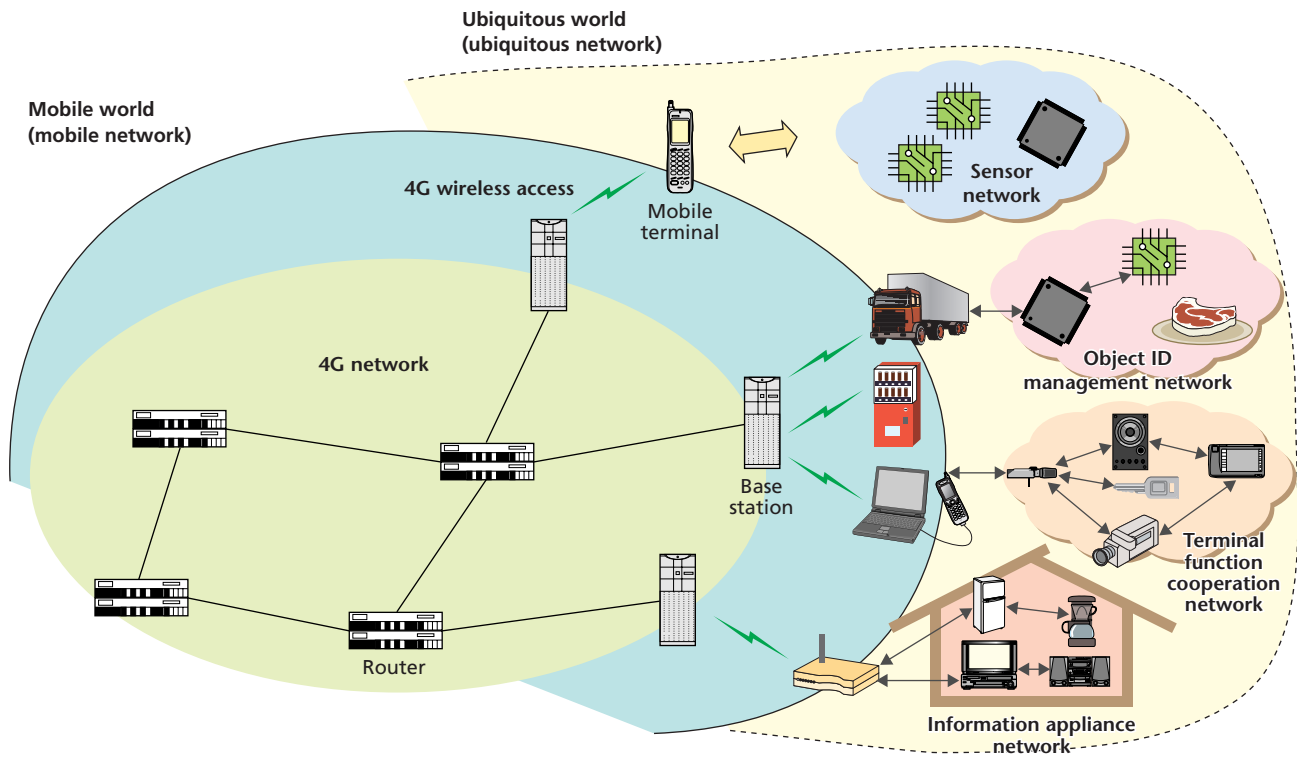 Ubiquitous world
(ubiquitous network)
Mobile world
(mobile network)
4G wireless access
Mobile
terminal
Sensor
network
4G network
Object ID
management network
Base
station
Terminal
function
cooperation
network
Router
Information appliance
network